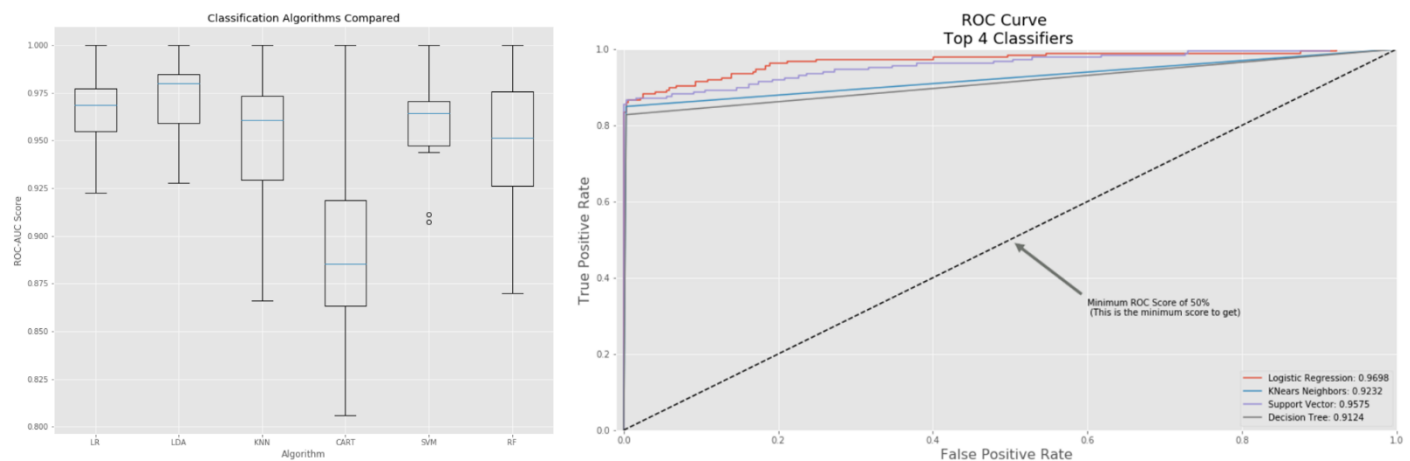 Classification Algorithms Compared
1.000
0.975
0.950
0.925
0.900
0.875
0.850
0.825
0.800
ROC-AUC Score
LR LDA KNN CART SVM RF
Algorithm
ROC Curve
Top 4 Classifiers
1.0
0.8
0.6
0.4
0.2
0.0
True Positive Rate
Minimum ROC Score of 50%
(This is the minimum score to get)
Logistic Regression: 0.9698
KNears Neighbors: 0.9232
Support Vector: 0.9575
Decision Tree: 0.9124
0.0 0.2 0.4 0.6 0.8 1.0
False Positive Rate